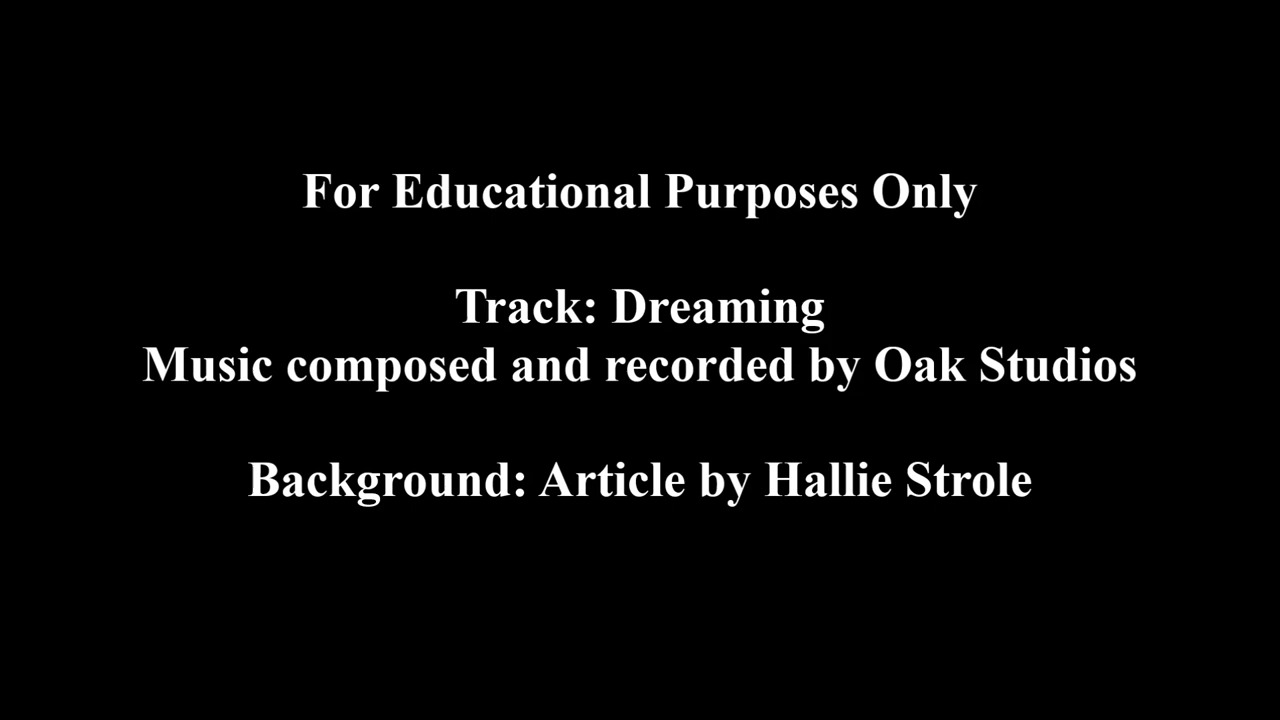 For Educational Purposes Only
Track: Dreaming
Music composed and recorded by Oak Studios
Background: Article by Hallie Strole